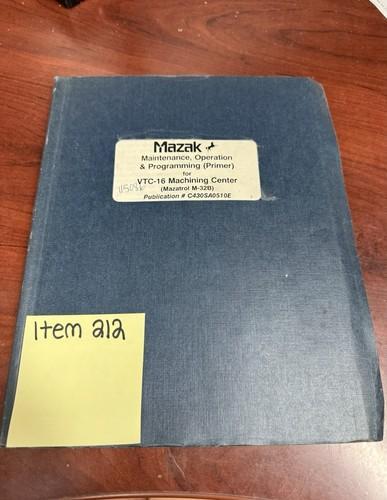 Mazak
Maintenance, Operation
& Programming (Primer)
for
VTC-16 Machining Center
(Mazatrol M-32B)
Publication # C430SA0510E
Item 212